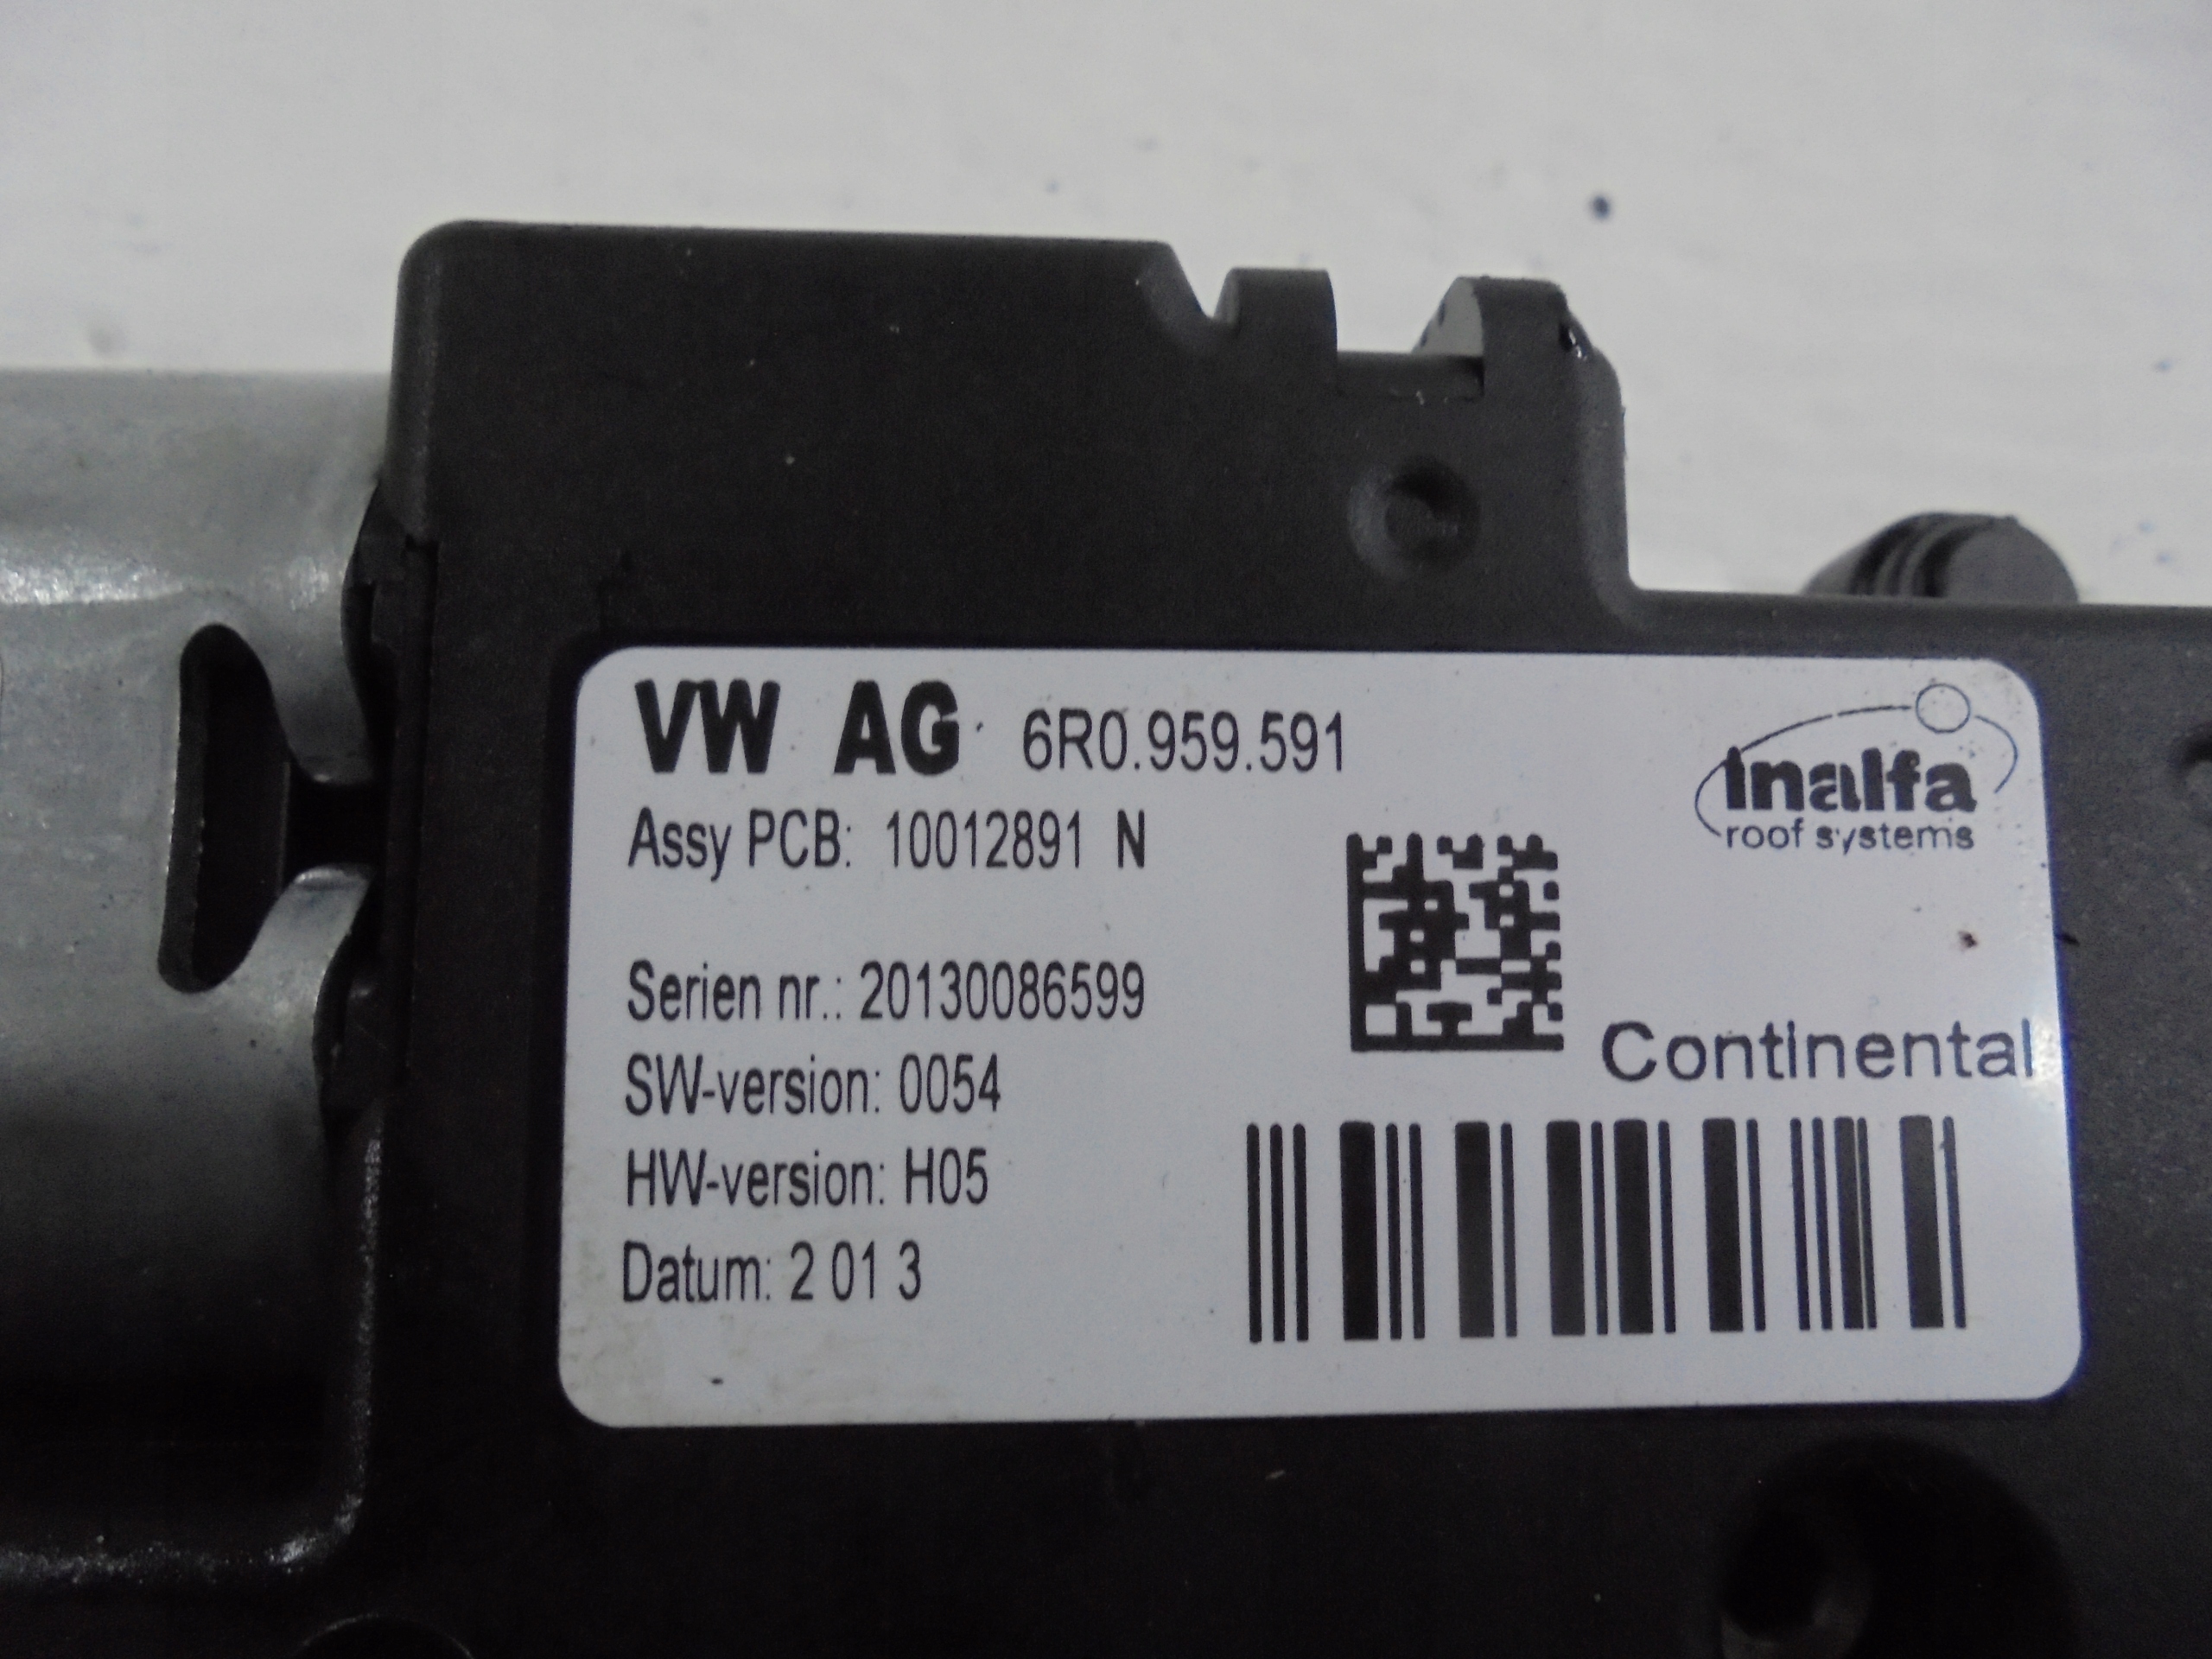 VW AG 6R0.959.591
Inalfa
roof systems
Assy PCB: 10012891 N
Serien nr.: 20130086599
Continental
SW-version: 0054
HW-version: H05
Datum: 2 01 3